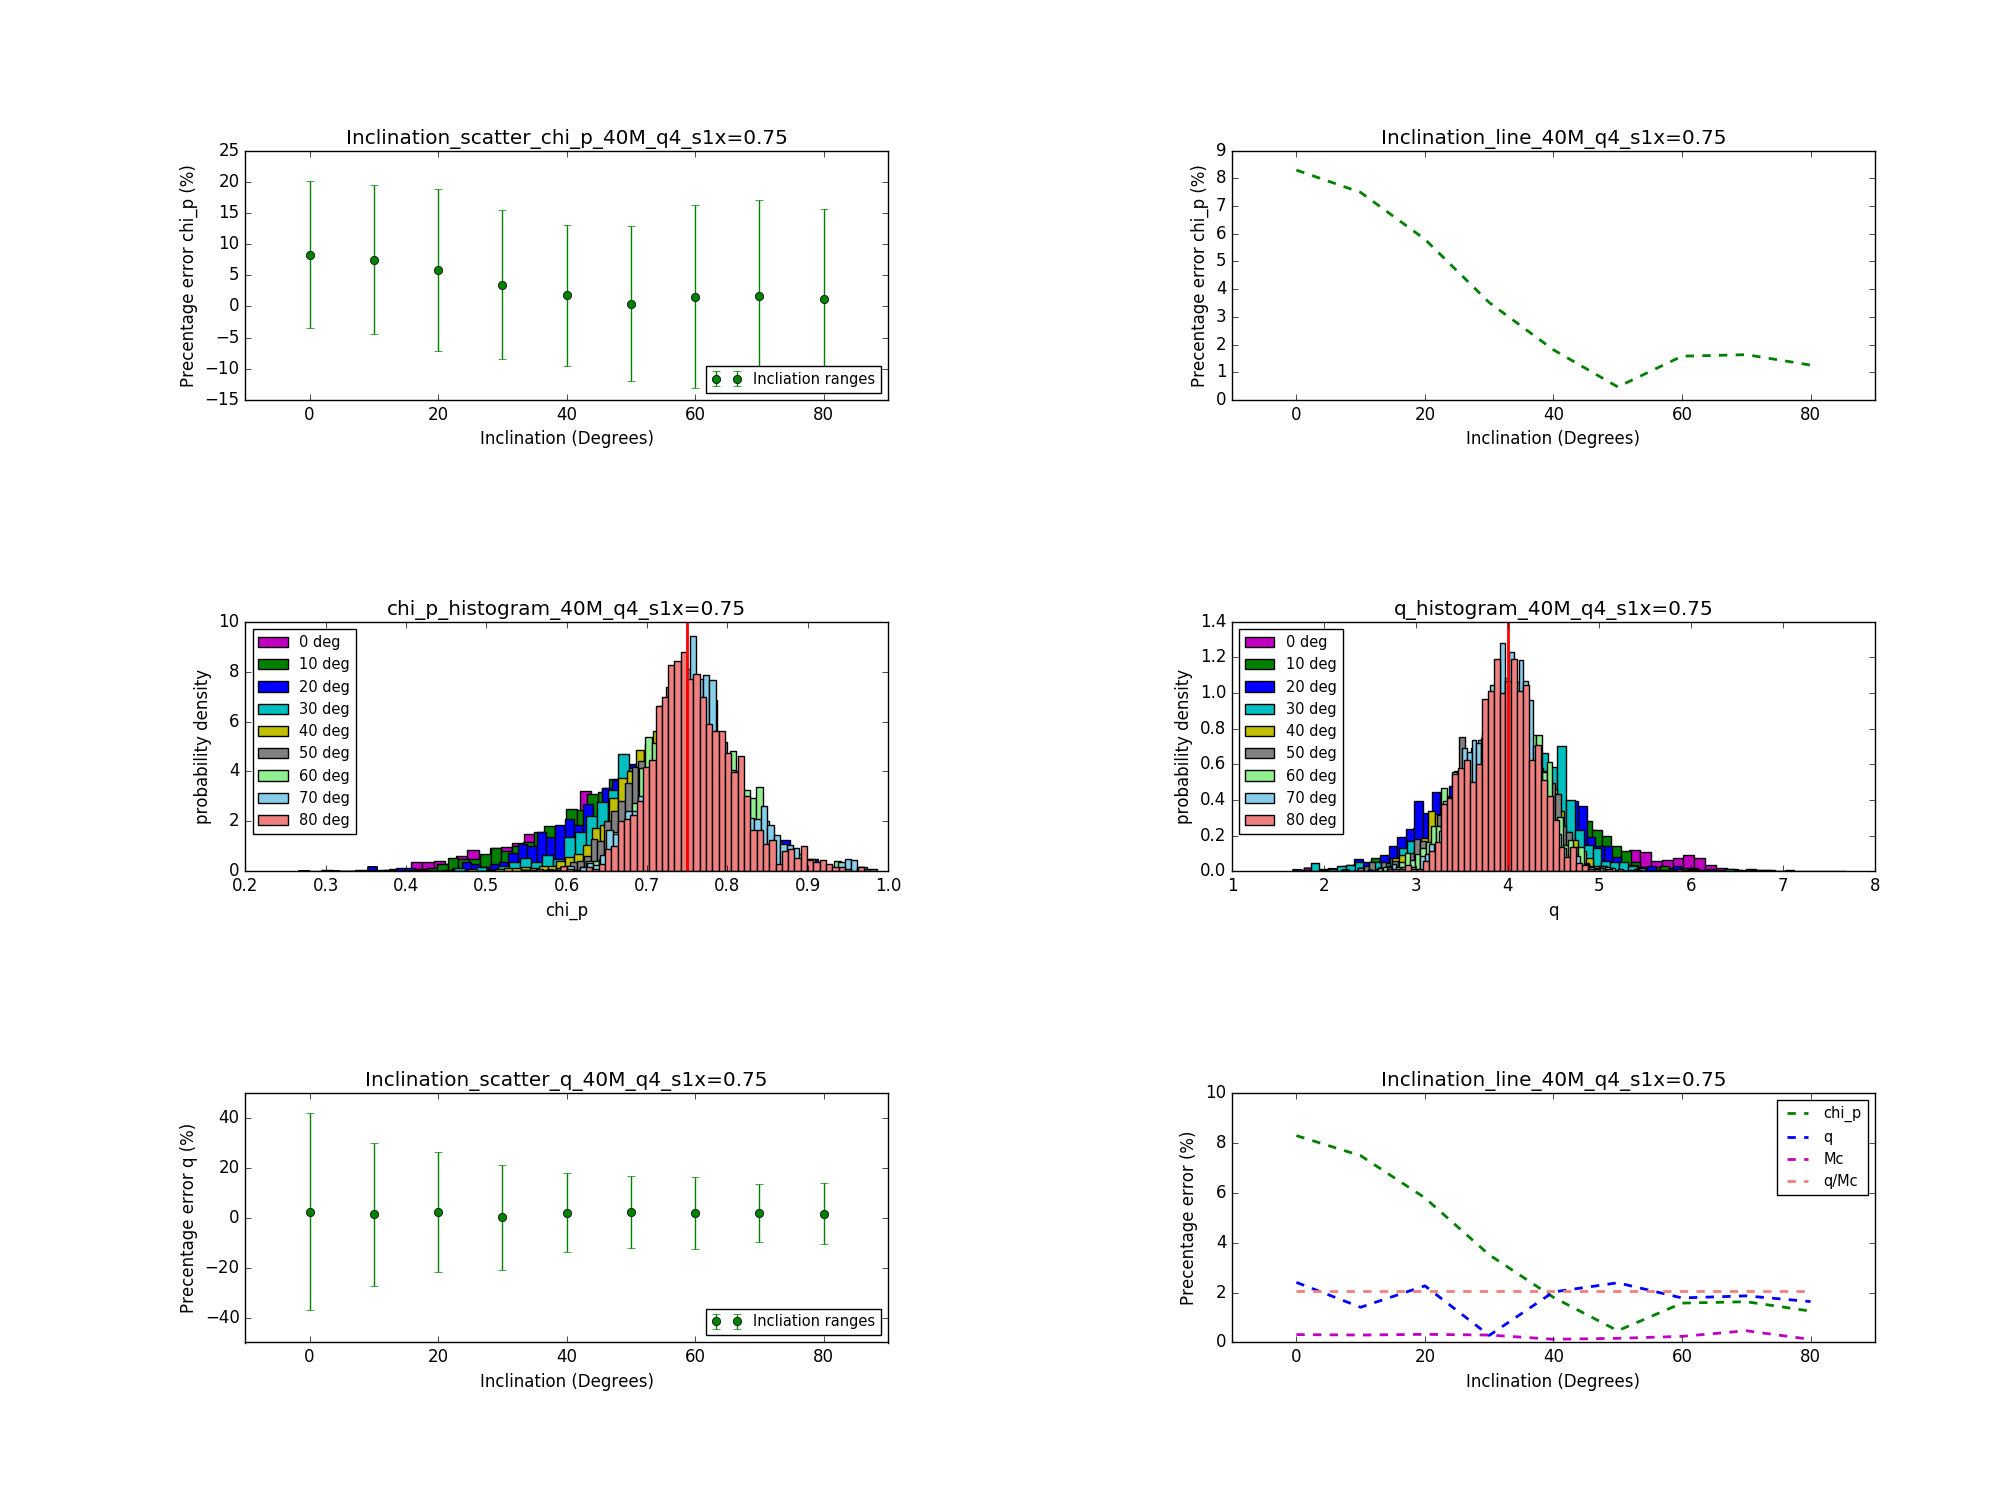 Inclination_scatter_chi_p_40M_q4_s1x=0.75
Precentage error chi_p (%)
25
20
15
10
5
0
−5
−10
−15
0 20 40 60 80
Inclination (Degrees)
Incliation ranges
Inclination_line_40M_q4_s1x=0.75
Precentage error chi_p (%)
9
8
7
6
5
4
3
2
1
0
0 20 40 60 80
Inclination (Degrees)
chi_p_histogram_40M_q4_s1x=0.75
probability density
10
8
6
4
2
0
0.2 0.3 0.4 0.5 0.6 0.7 0.8 0.9 1.0
chi_p
0 deg
10 deg
20 deg
30 deg
40 deg
50 deg
60 deg
70 deg
80 deg
q_histogram_40M_q4_s1x=0.75
probability density
1.4
1.2
1.0
0.8
0.6
0.4
0.2
0.0
1 2 3 4 5 6 7 8
q
0 deg
10 deg
20 deg
30 deg
40 deg
50 deg
60 deg
70 deg
80 deg
Inclination_scatter_q_40M_q4_s1x=0.75
Precentage error q (%)
40
20
0
−20
−40
0 20 40 60 80
Inclination (Degrees)
Incliation ranges
Inclination_line_40M_q4_s1x=0.75
Precentage error (%)
10
8
6
4
2
0
0 20 40 60 80
Inclination (Degrees)
chi_p
q
Mc
q/Mc